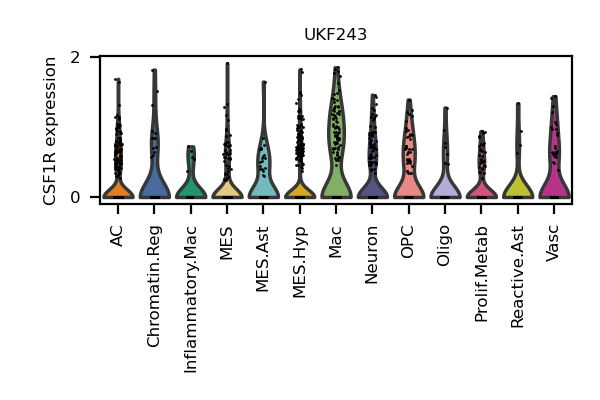 UKF243
CSF1R expression
2
0
AC
Chromatin.Reg
Inflammatory.Mac
MES
MES.Ast
MES.Hyp
Mac
Neuron
OPC
Oligo
Prolif.Metab
Reactive.Ast
Vasc